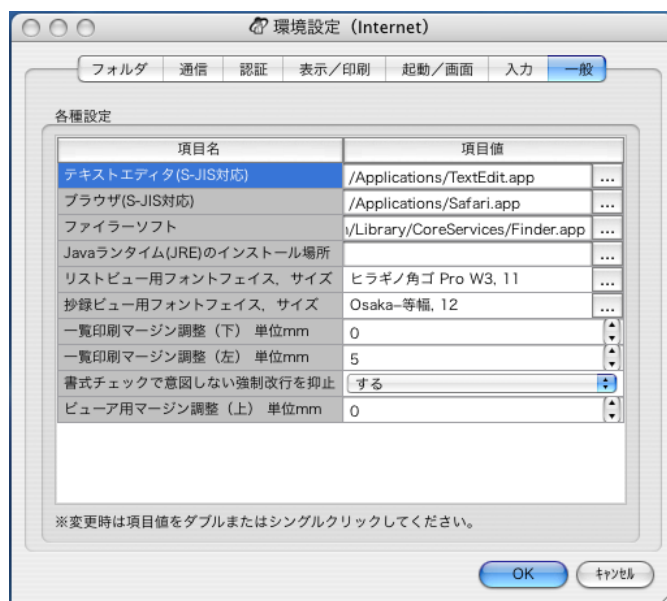 環境設定（Internet）
フォルダ 通信 認証 表示／印刷 起動／画面 入力 一般
各種設定
項目名 項目値
テキストエディタ(S-JIS対応) /Applications/TextEdit.app ...
ブラウザ(S-JIS対応) /Applications/Safari.app ...
ファイラーソフト /Library/CoreServices/Finder.app ...
Javaランタイム(JRE)のインストール場所 ...
リストビュー用フォントフェイス，サイズ ヒラギノ角ゴ Pro W3, 11 ...
抄録ビュー用フォントフェイス，サイズ Osaka−等幅, 12 ...
一覧印刷マージン調整（下） 単位mm 0
一覧印刷マージン調整（左） 単位mm 5
書式チェックで意図しない強制改行を抑止 する
ビューア用マージン調整（上） 単位mm 0
※変更時は項目値をダブルまたはシングルクリックしてください。
OK ｷｬﾝｾﾙ